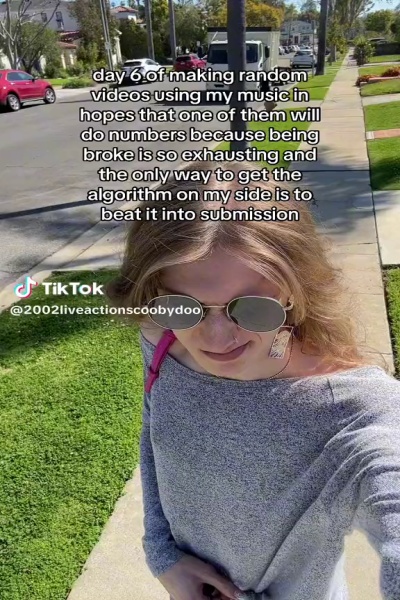 day 6 of making random
videos using my music in
hopes that one of them will
do numbers because being
broke is so exhausting and
the only way to get the
algorithm on my side is to
beat it into submission
TikTok
@2002liveactionscoobydoo